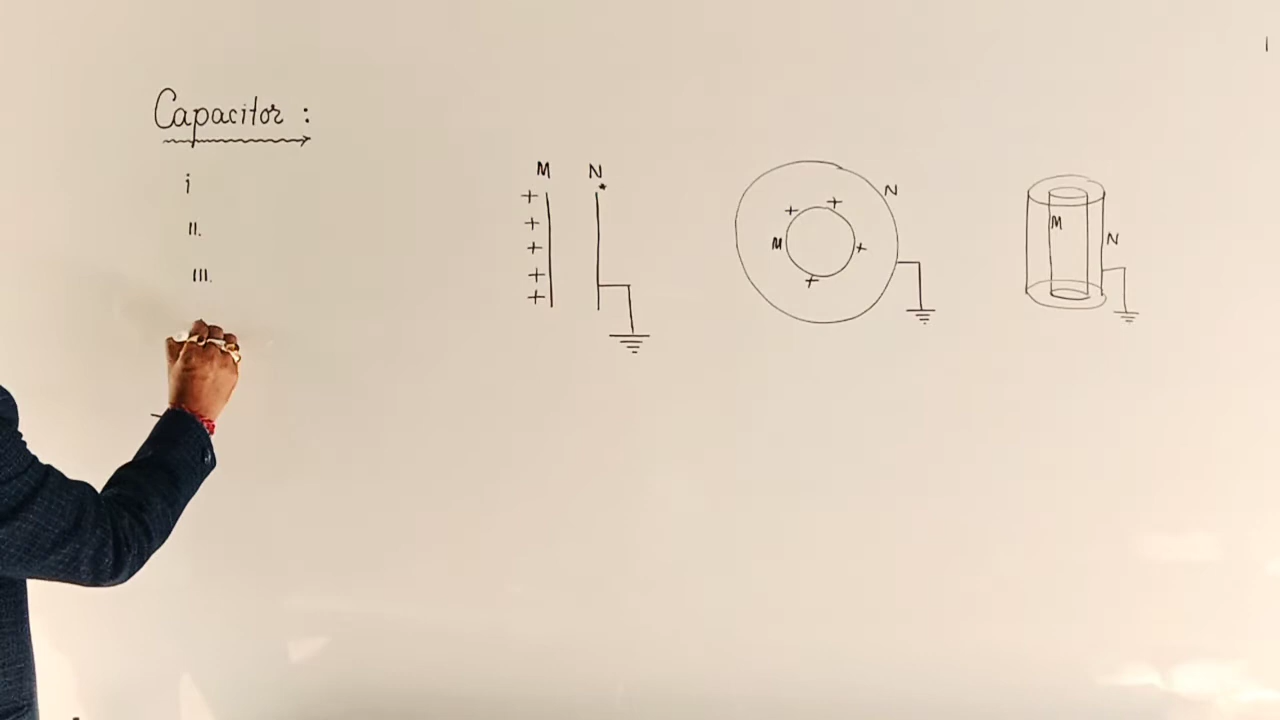 Capacitor :
i
II.
III.
M N
+
+
+
+
+
N
M
+ +
+
+
M
N